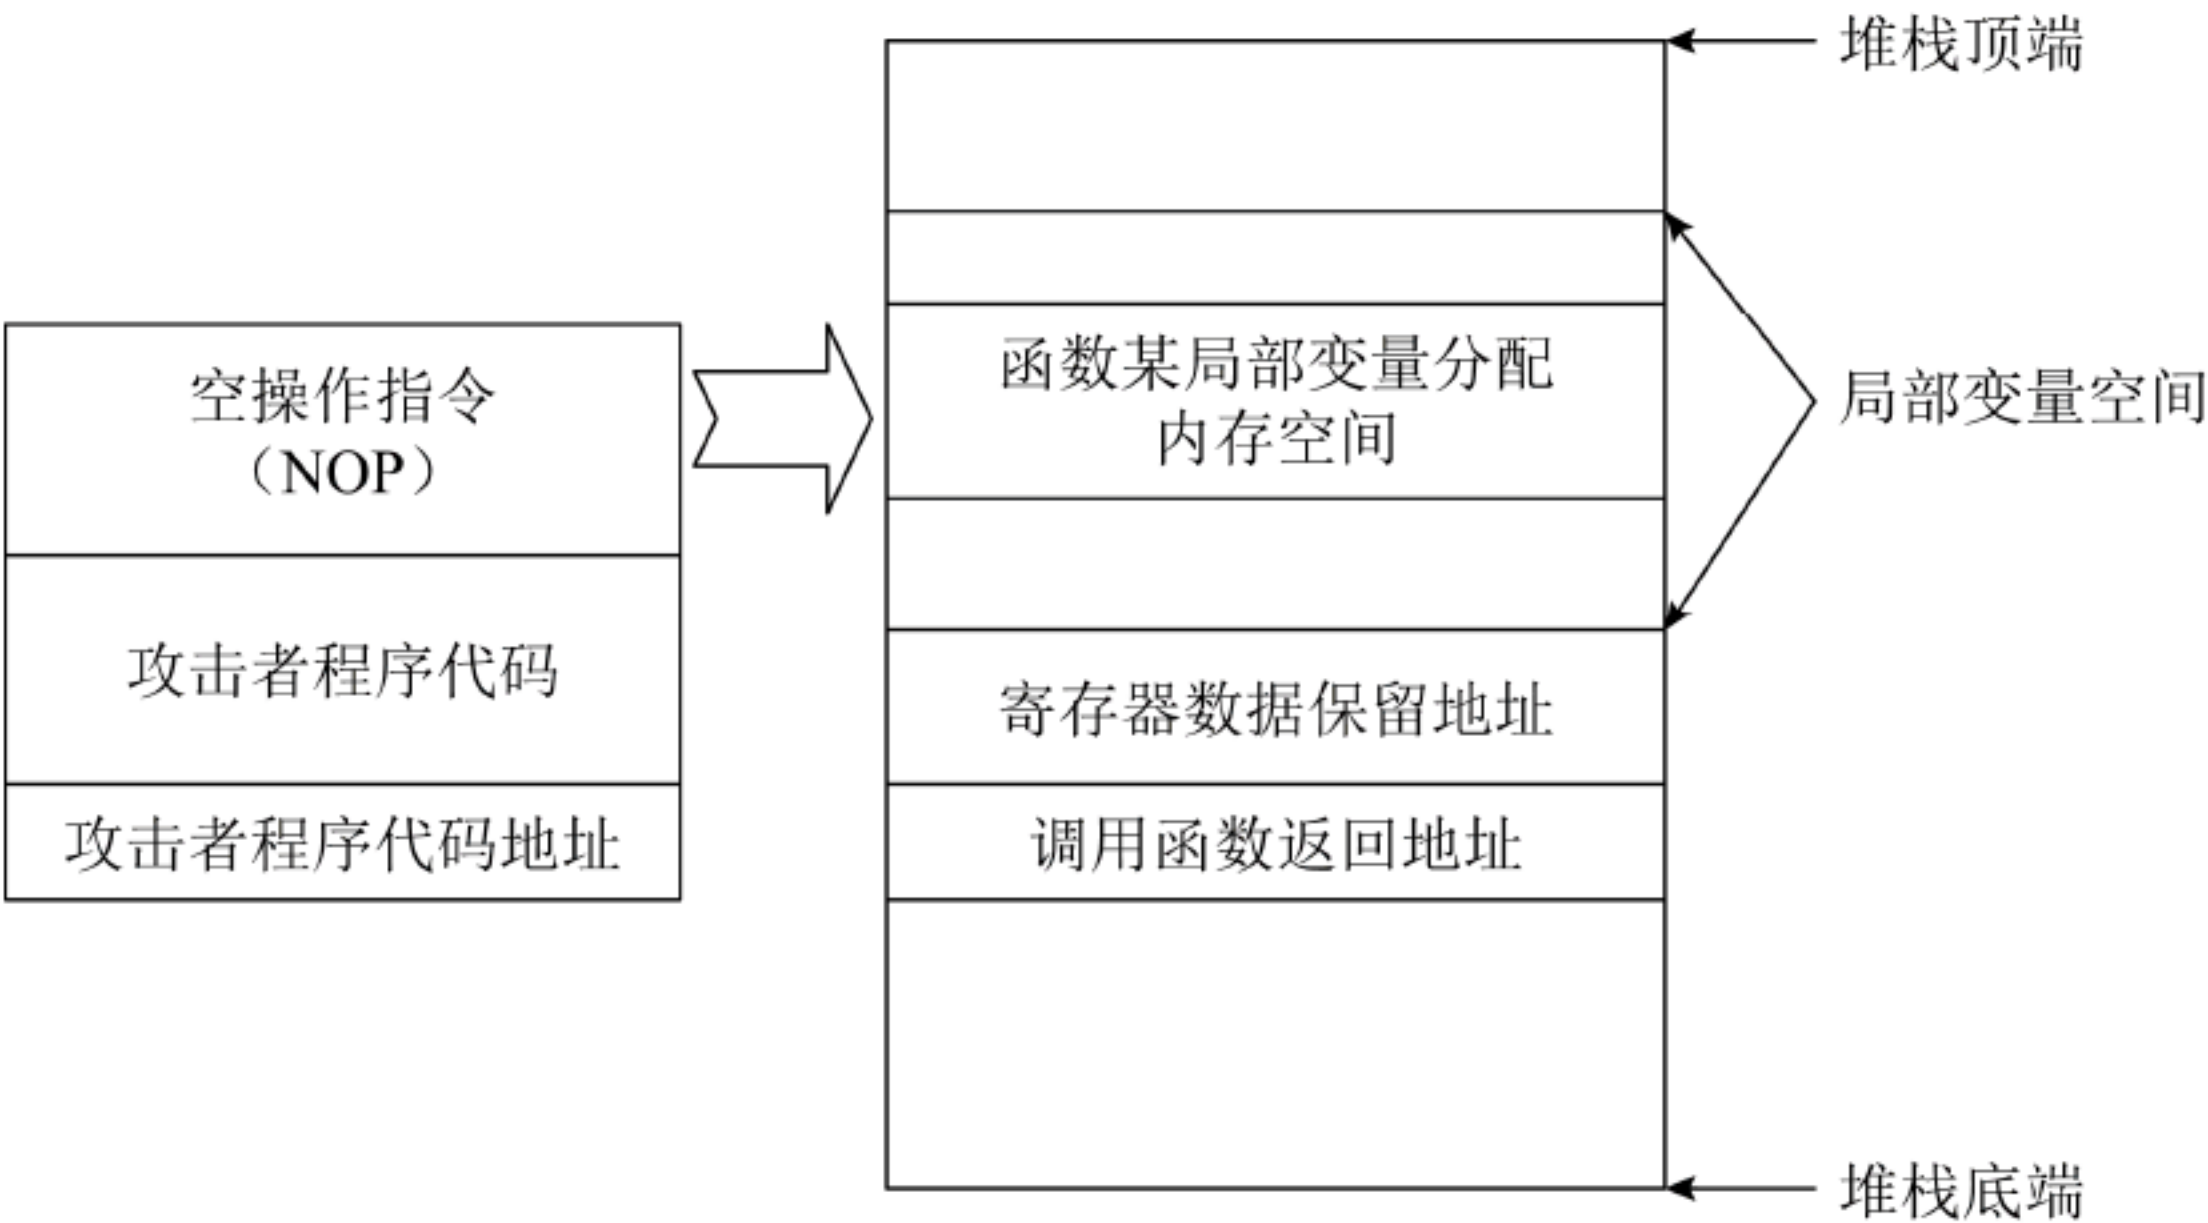 堆栈顶端
空操作指令
（NOP）
函数某局部变量分配
内存空间
局部变量空间
攻击者程序代码
寄存器数据保留地址
攻击者程序代码地址
调用函数返回地址
堆栈底端